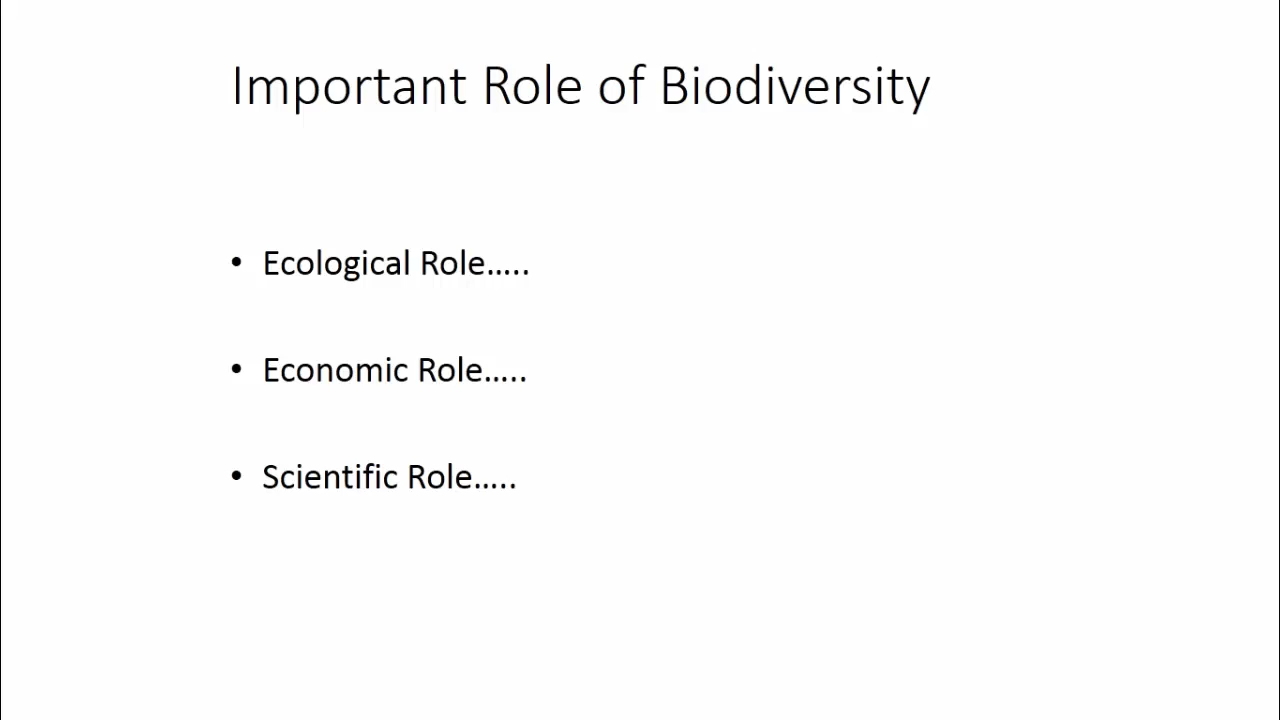 Important Role of Biodiversity
• Ecological Role.....
• Economic Role.....
• Scientific Role.....